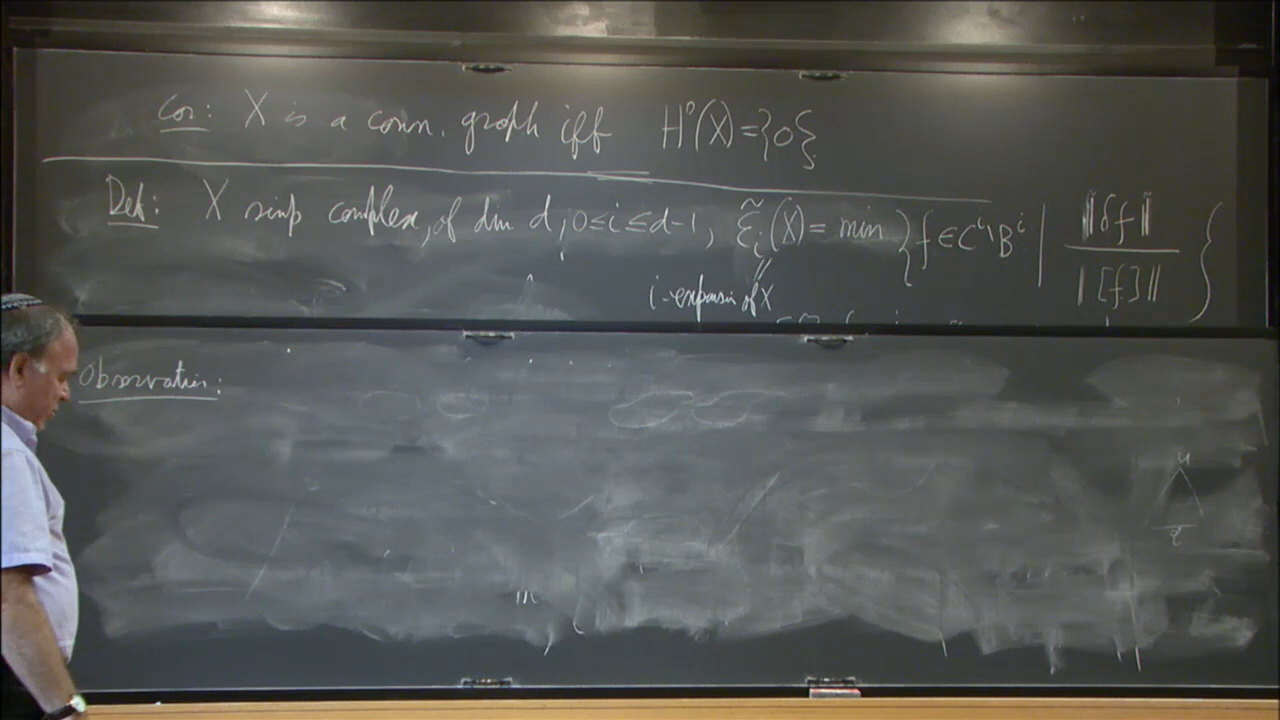 Cor: X is a conn. graph iff H⁰(X)={0}
Def: X simp complex, of dim d, 0≤i≤d-1, ε̃ᵢ(X) = min { f∈Cⁱ\Bⁱ | ‖δf‖ / ‖[f]‖ }
i-expansion of X
Observation:
u
τ